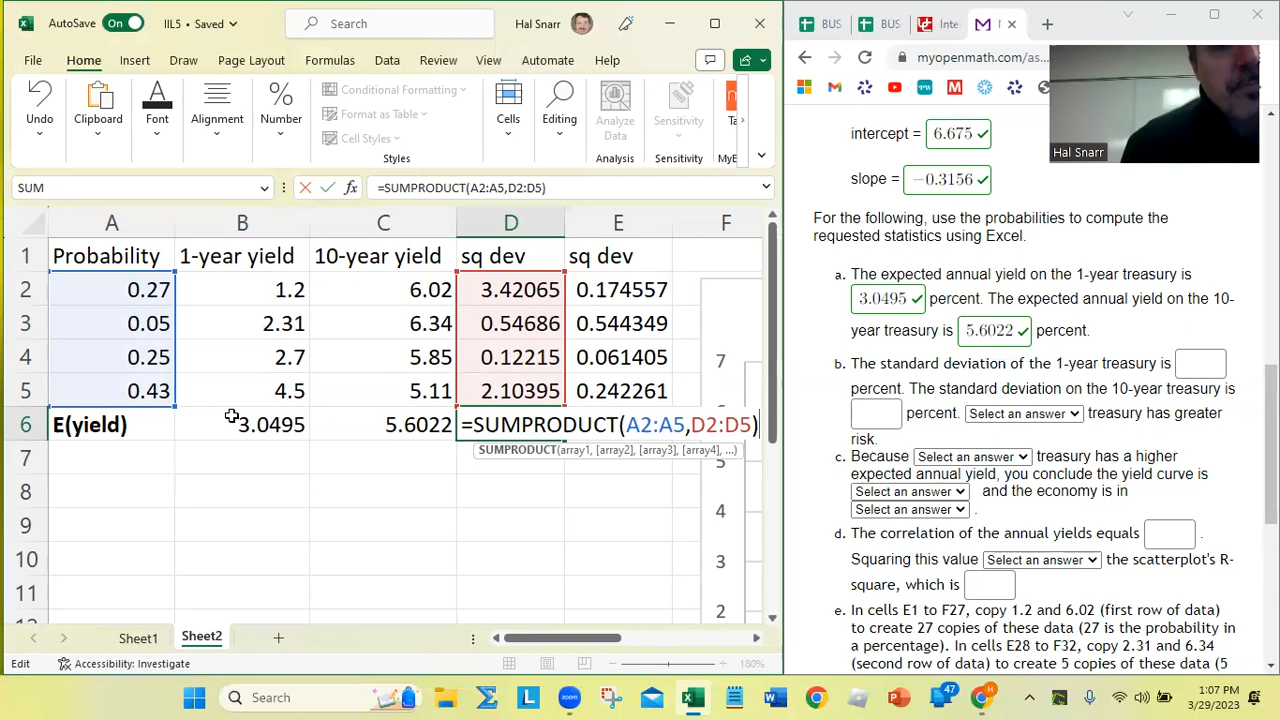 AutoSave On IIL5 • Saved Search Hal Snarr
File Home Insert Draw Page Layout Formulas Data Review View Automate Help
Undo Clipboard Font Alignment Number Conditional Formatting Format as Table Cell Styles Styles Cells Editing Analyze Data Analysis Sensitivity Sensitivity Ta MyE
SUM fx =SUMPRODUCT(A2:A5,D2:D5)
A B C D E F
1 Probability 1-year yield 10-year yield sq dev sq dev
2 0.27 1.2 6.02 3.42065 0.174557
3 0.05 2.31 6.34 0.54686 0.544349
4 0.25 2.7 5.85 0.12215 0.061405 7
5 0.43 4.5 5.11 2.10395 0.242261
6 E(yield) 3.0495 5.6022 =SUMPRODUCT(A2:A5,D2:D5)
7 SUMPRODUCT(array1, [array2], [array3], [array4], ...) 5
8 4
9
10 3
11
2
Sheet1 Sheet2
Edit Accessibility: Investigate 180%
BUS BUS Inte M
myopenmath.com/as...
Hal Snarr
intercept = 6.675
slope = −0.3156
For the following, use the probabilities to compute the
requested statistics using Excel.
a. The expected annual yield on the 1-year treasury is
3.0495 percent. The expected annual yield on the 10-
year treasury is 5.6022 percent.
b. The standard deviation of the 1-year treasury is
percent. The standard deviation on the 10-year treasury is
percent. Select an answer treasury has greater
risk.
c. Because Select an answer treasury has a higher
expected annual yield, you conclude the yield curve is
Select an answer and the economy is in
Select an answer .
d. The correlation of the annual yields equals .
Squaring this value Select an answer the scatterplot's R-
square, which is
e. In cells E1 to F27, copy 1.2 and 6.02 (first row of data)
to create 27 copies of these data (27 is the probability in
a percentage). In cells E28 to F32, copy 2.31 and 6.34
(second row of data) to create 5 copies of these data (5
Search 47 1:07 PM
3/29/2023